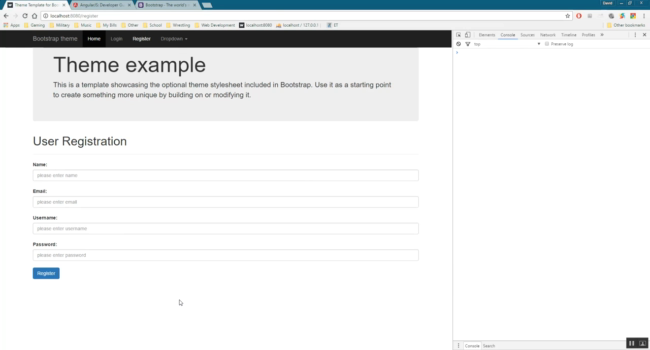 Theme Template for Boo
AngularJS: Developer G
Bootstrap · The world's
David
localhost:8080/register
Apps
Gaming
Military
Music
My Edit
Other
School
Wrestling
Web Development
localhost8080
localhost / 127.0.0.1
ET
Other bookmarks
Bootstrap theme
Home
Login
Register
Dropdown
Elements
Console
Sources
Network
Timeline
Profiles
top
Preserve log
Theme example
This is a template showcasing the optional theme stylesheet included in Bootstrap. Use it as a starting point
to create something more unique by building on or modifying it.
User Registration
Name:
please enter name
Email:
please enter email
Username:
please enter username
Password:
please enter password
Register
Console
Search